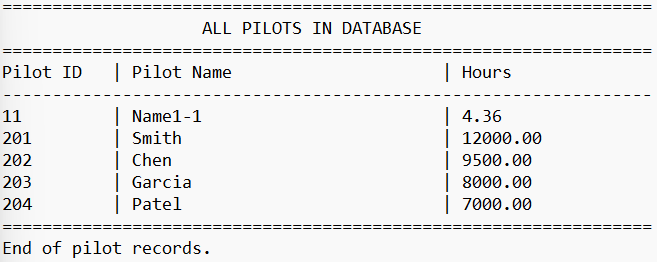 =================================================================
ALL PILOTS IN DATABASE
=================================================================
Pilot ID | Pilot Name | Hours
-----------------------------------------------------------------
11 | Name1-1 | 4.36
201 | Smith | 12000.00
202 | Chen | 9500.00
203 | Garcia | 8000.00
204 | Patel | 7000.00
=================================================================
End of pilot records.